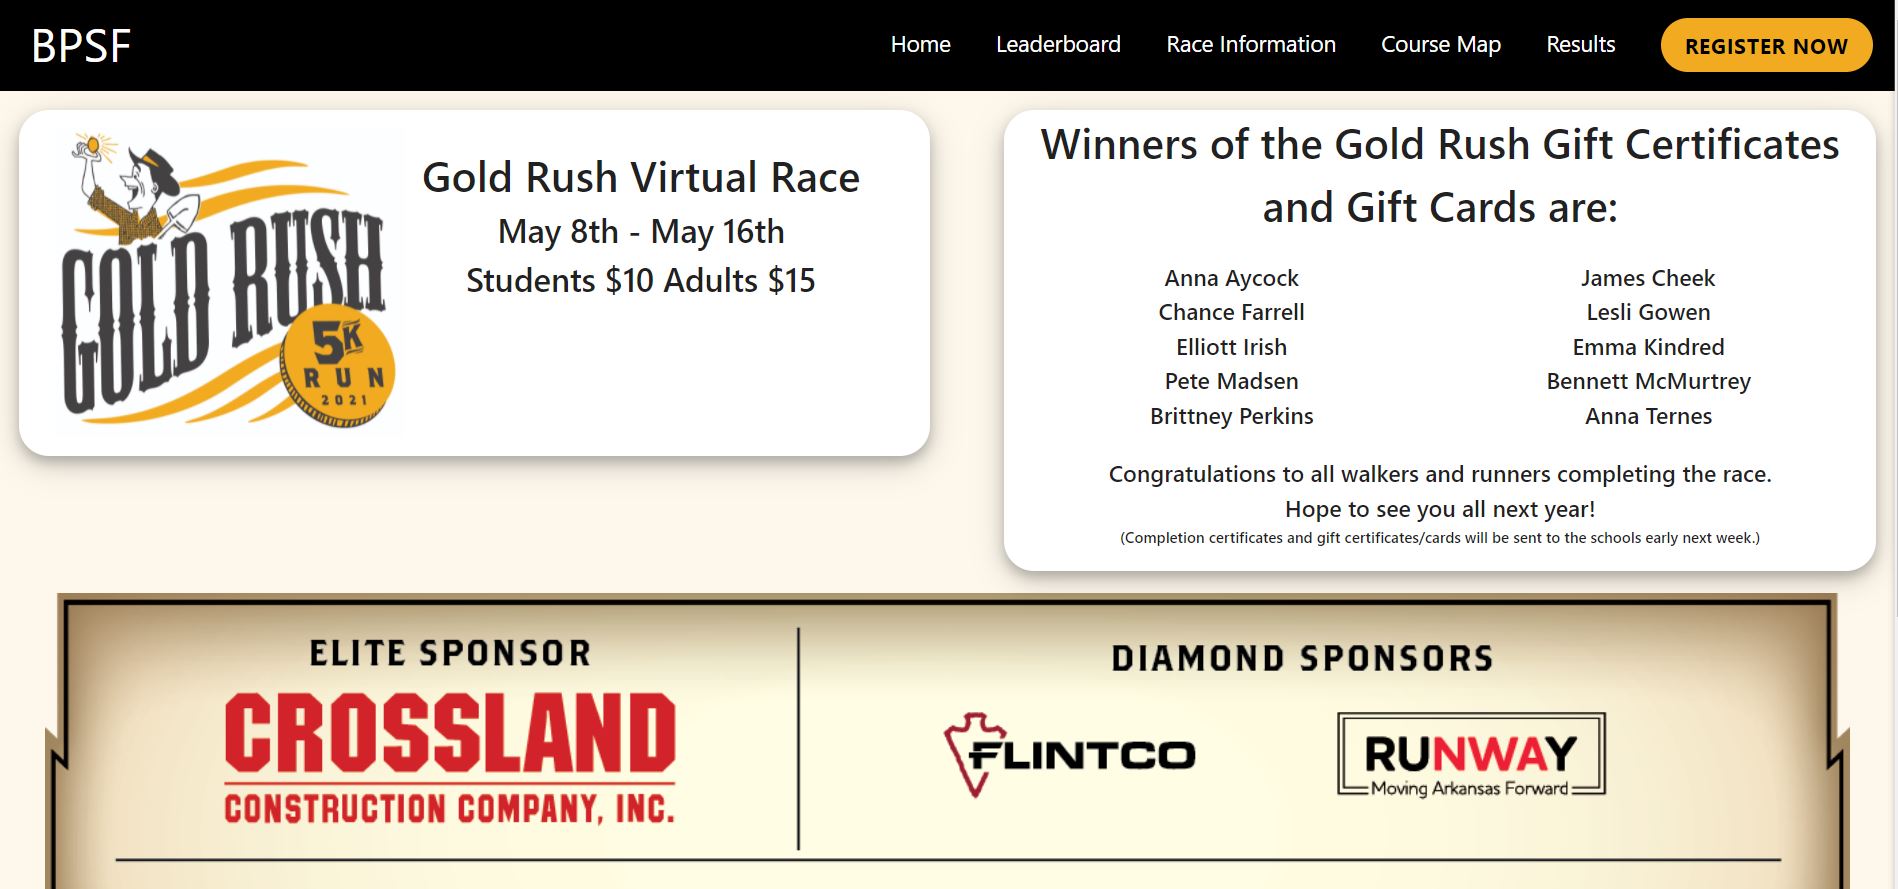 BPSF
Home
Leaderboard
Race Information
Course Map
Results
REGISTER NOW
GOLD RUSH
5K
RUN
2021
Gold Rush Virtual Race
May 8th - May 16th
Students $10 Adults $15
Winners of the Gold Rush Gift Certificates
and Gift Cards are:
Anna Aycock
Chance Farrell
Elliott Irish
Pete Madsen
Brittney Perkins
James Cheek
Lesli Gowen
Emma Kindred
Bennett McMurtrey
Anna Ternes
Congratulations to all walkers and runners completing the race.
Hope to see you all next year!
(Completion certificates and gift certificates/cards will be sent to the schools early next week.)
ELITE SPONSOR
CROSSLAND
CONSTRUCTION COMPANY, INC.
DIAMOND SPONSORS
FLINTCO
RUNWAY
Moving Arkansas Forward